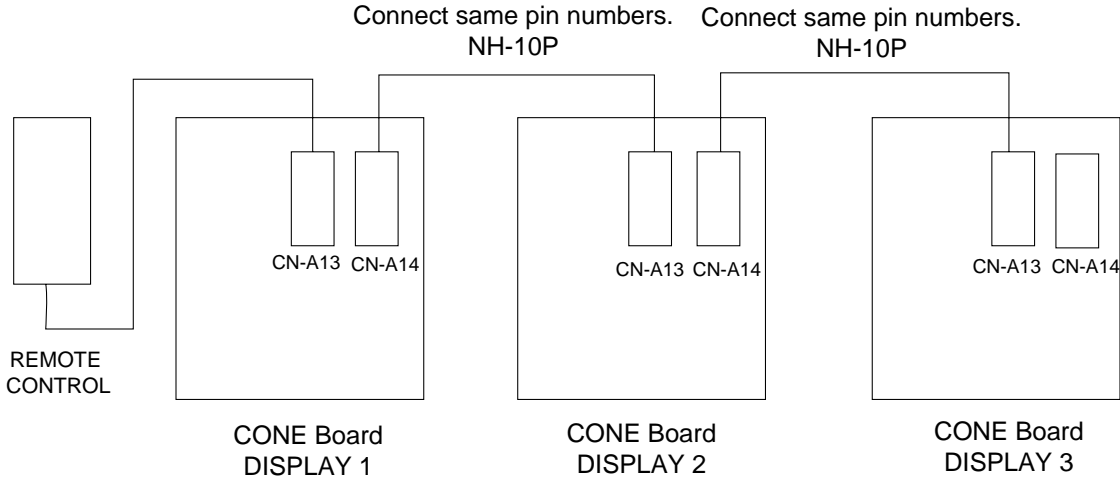 Connect same pin numbers.
NH-10P
Connect same pin numbers.
NH-10P
CN-A13
CN-A14
CN-A13
CN-A14
CN-A13
CN-A14
REMOTE
CONTROL
CONE Board
DISPLAY 1
CONE Board
DISPLAY 2
CONE Board
DISPLAY 3